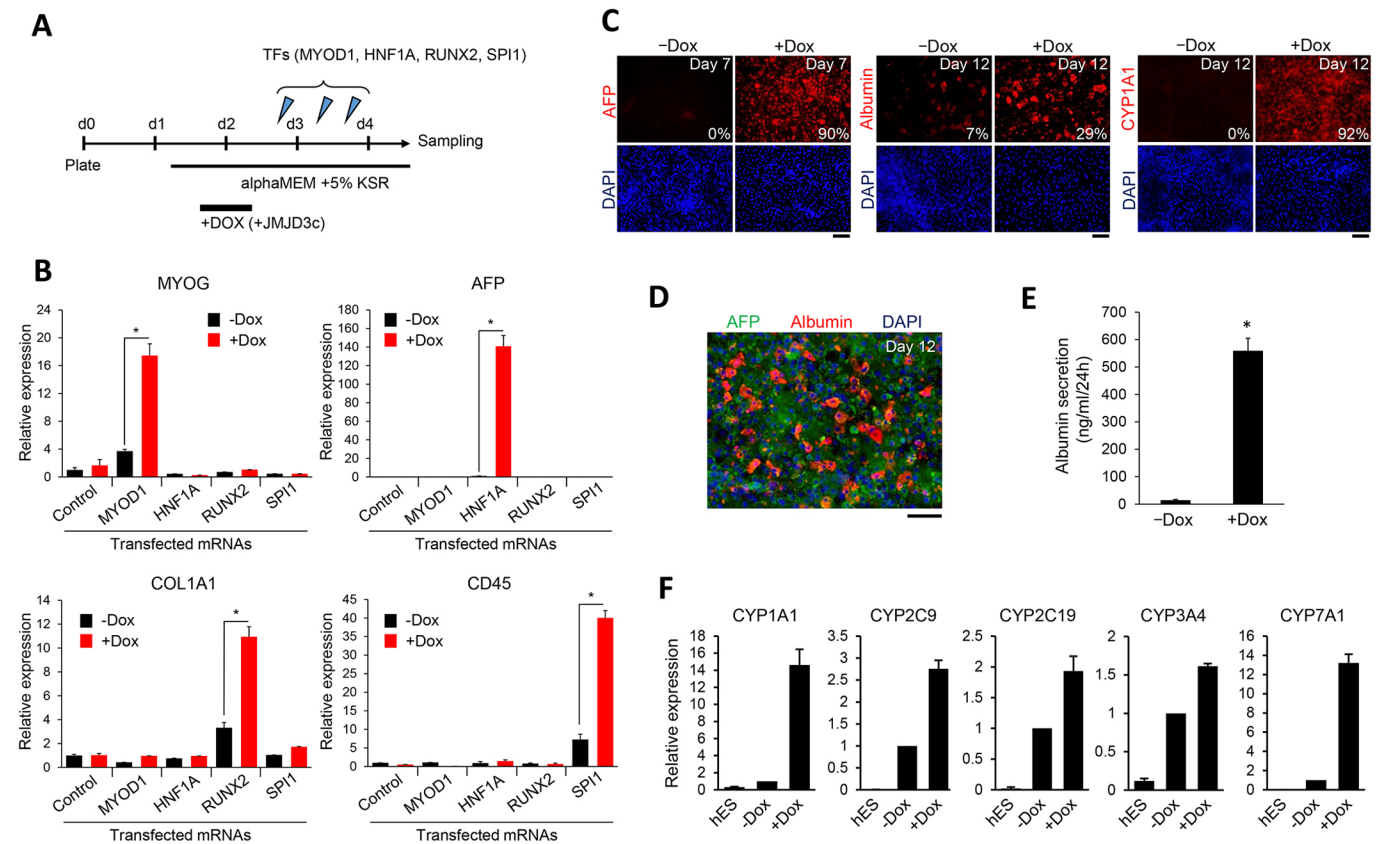 A
TFs (MYOD1, HNF1A, RUNX2, SPI1)
d0 d1 d2 d3 d4
Sampling
Plate
alphaMEM +5% KSR
+DOX (+JMJD3c)
B
MYOG
Relative expression
24
20
16
12
8
4
0
-Dox
+Dox
*
Control MYOD1 HNF1A RUNX2 SPI1
Transfected mRNAs
AFP
Relative expression
180
160
140
120
100
80
60
40
20
0
-Dox
+Dox
*
Control MYOD1 HNF1A RUNX2 SPI1
Transfected mRNAs
COL1A1
Relative expression
14
12
10
8
6
4
2
0
-Dox
+Dox
*
Control MYOD1 HNF1A RUNX2 SPI1
Transfected mRNAs
CD45
Relative expression
45
40
35
30
25
20
15
10
5
0
-Dox
+Dox
*
Control MYOD1 HNF1A RUNX2 SPI1
Transfected mRNAs
C
−Dox +Dox
AFP
Day 7 Day 7
0% 90%
DAPI
−Dox +Dox
Albumin
Day 12 Day 12
7% 29%
DAPI
−Dox +Dox
CYP1A1
Day 12 Day 12
0% 92%
DAPI
D
AFP Albumin DAPI
Day 12
E
Albumin secretion
(ng/ml/24h)
700
600
500
400
300
200
100
0
*
−Dox +Dox
F
Relative expression
CYP1A1
18
16
14
12
10
8
6
4
2
0
hES -Dox +Dox
CYP2C9
3.5
3
2.5
2
1.5
1
0.5
0
hES -Dox +Dox
CYP2C19
2.5
2
1.5
1
0.5
0
hES -Dox +Dox
CYP3A4
2
1.5
1
0.5
0
hES -Dox +Dox
CYP7A1
16
14
12
10
8
6
4
2
0
hES -Dox +Dox